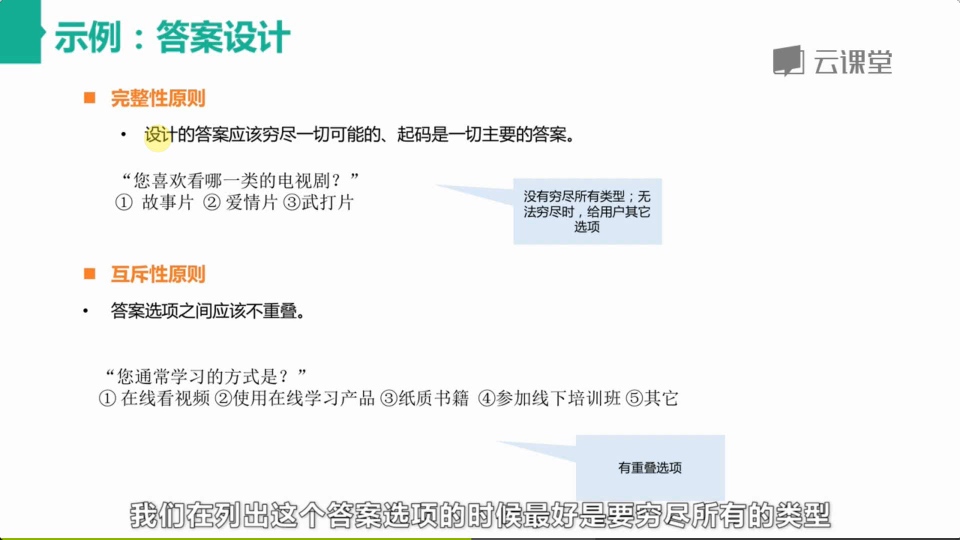 示例：答案设计
云课堂
■ 完整性原则
• 设计的答案应该穷尽一切可能的、起码是一切主要的答案。
“您喜欢看哪一类的电视剧？”
① 故事片 ② 爱情片 ③武打片
没有穷尽所有类型；无
法穷尽时，给用户其它
选项
■ 互斥性原则
• 答案选项之间应该不重叠。
“您通常学习的方式是？”
① 在线看视频 ②使用在线学习产品 ③纸质书籍 ④参加线下培训班 ⑤其它
有重叠选项
我们在列出这个答案选项的时候最好是要穷尽所有的类型